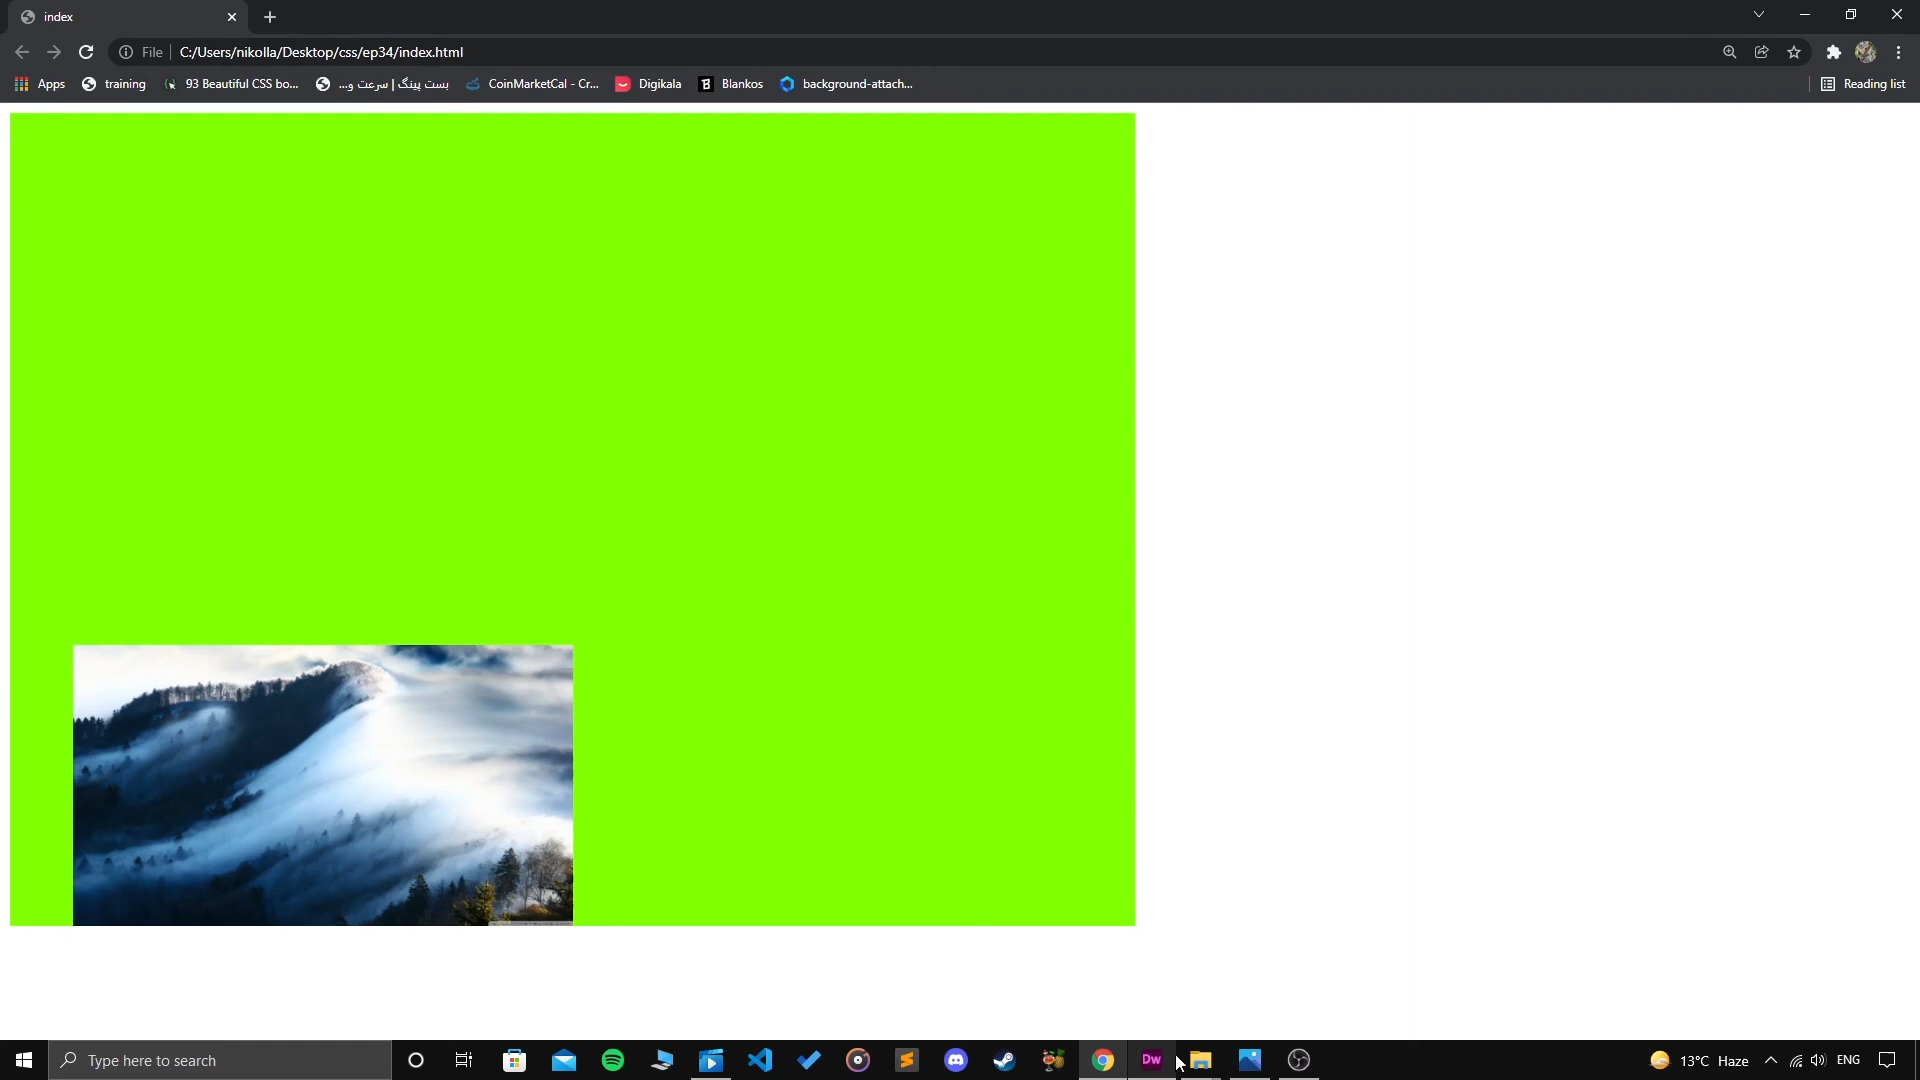 index
File C:/Users/nikolla/Desktop/css/ep34/index.html
Apps training 93 Beautiful CSS bo... بست پینگ | سرعت و... CoinMarketCal - Cr... Digikala Blankos background-attach... Reading list
Type here to search Dw 13°C Haze ENG